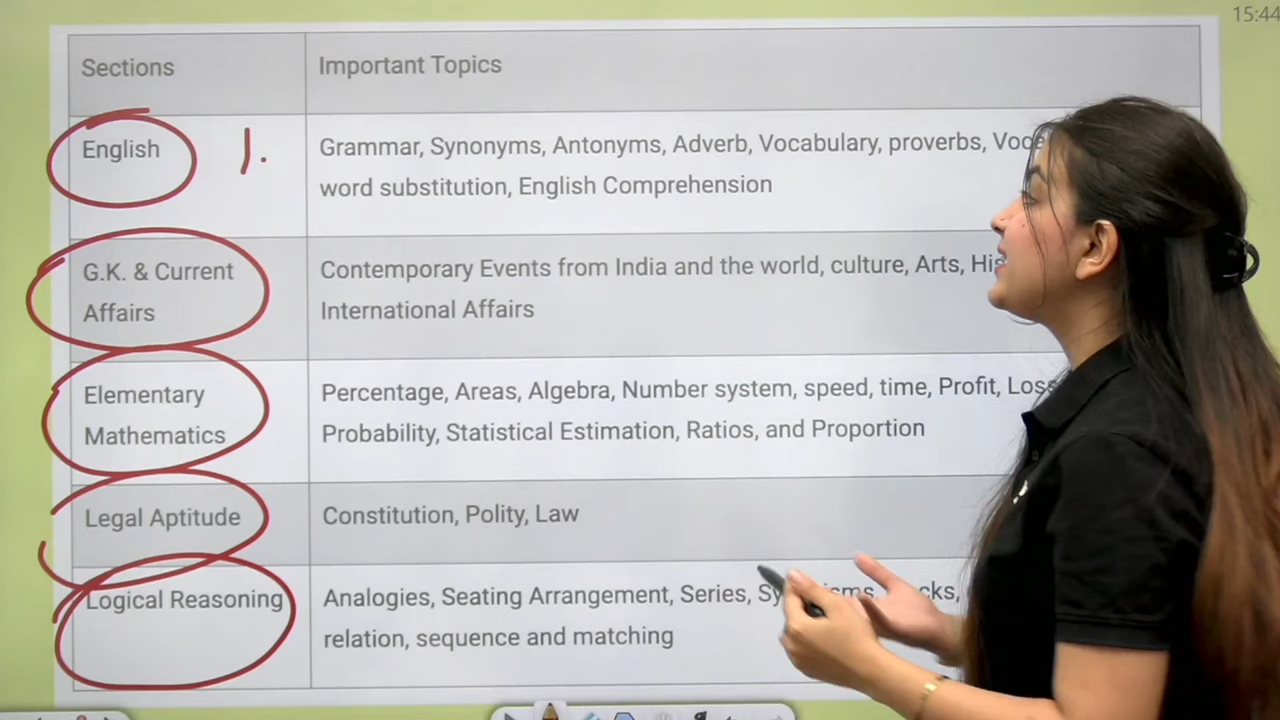 15:44
Sections
Important Topics
English
1.
Grammar, Synonyms, Antonyms, Adverb, Vocabulary, proverbs,
word substitution, English Comprehension
G.K. & Current
Affairs
Contemporary Events from India and the world, culture, Arts,
International Affairs
Elementary
Mathematics
Percentage, Areas, Algebra, Number system, speed, time, Profit,
Probability, Statistical Estimation, Ratios, and Proportion
Legal Aptitude
Constitution, Polity, Law
Logical Reasoning
Analogies, Seating Arrangement, Series,
relation, sequence and matching